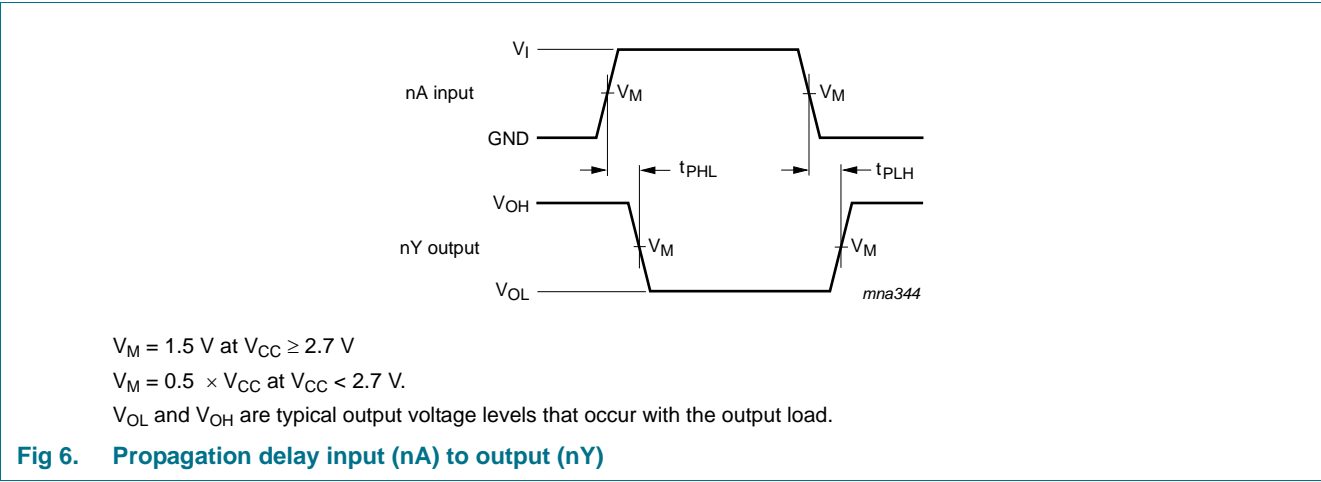 VI
nA input
VM
VM
GND
tPHL
tPLH
VOH
nY output
VM
VM
VOL
mna344
VM = 1.5 V at VCC ≥ 2.7 V
VM = 0.5 × VCC at VCC < 2.7 V.
VOL and VOH are typical output voltage levels that occur with the output load.
Fig 6. Propagation delay input (nA) to output (nY)